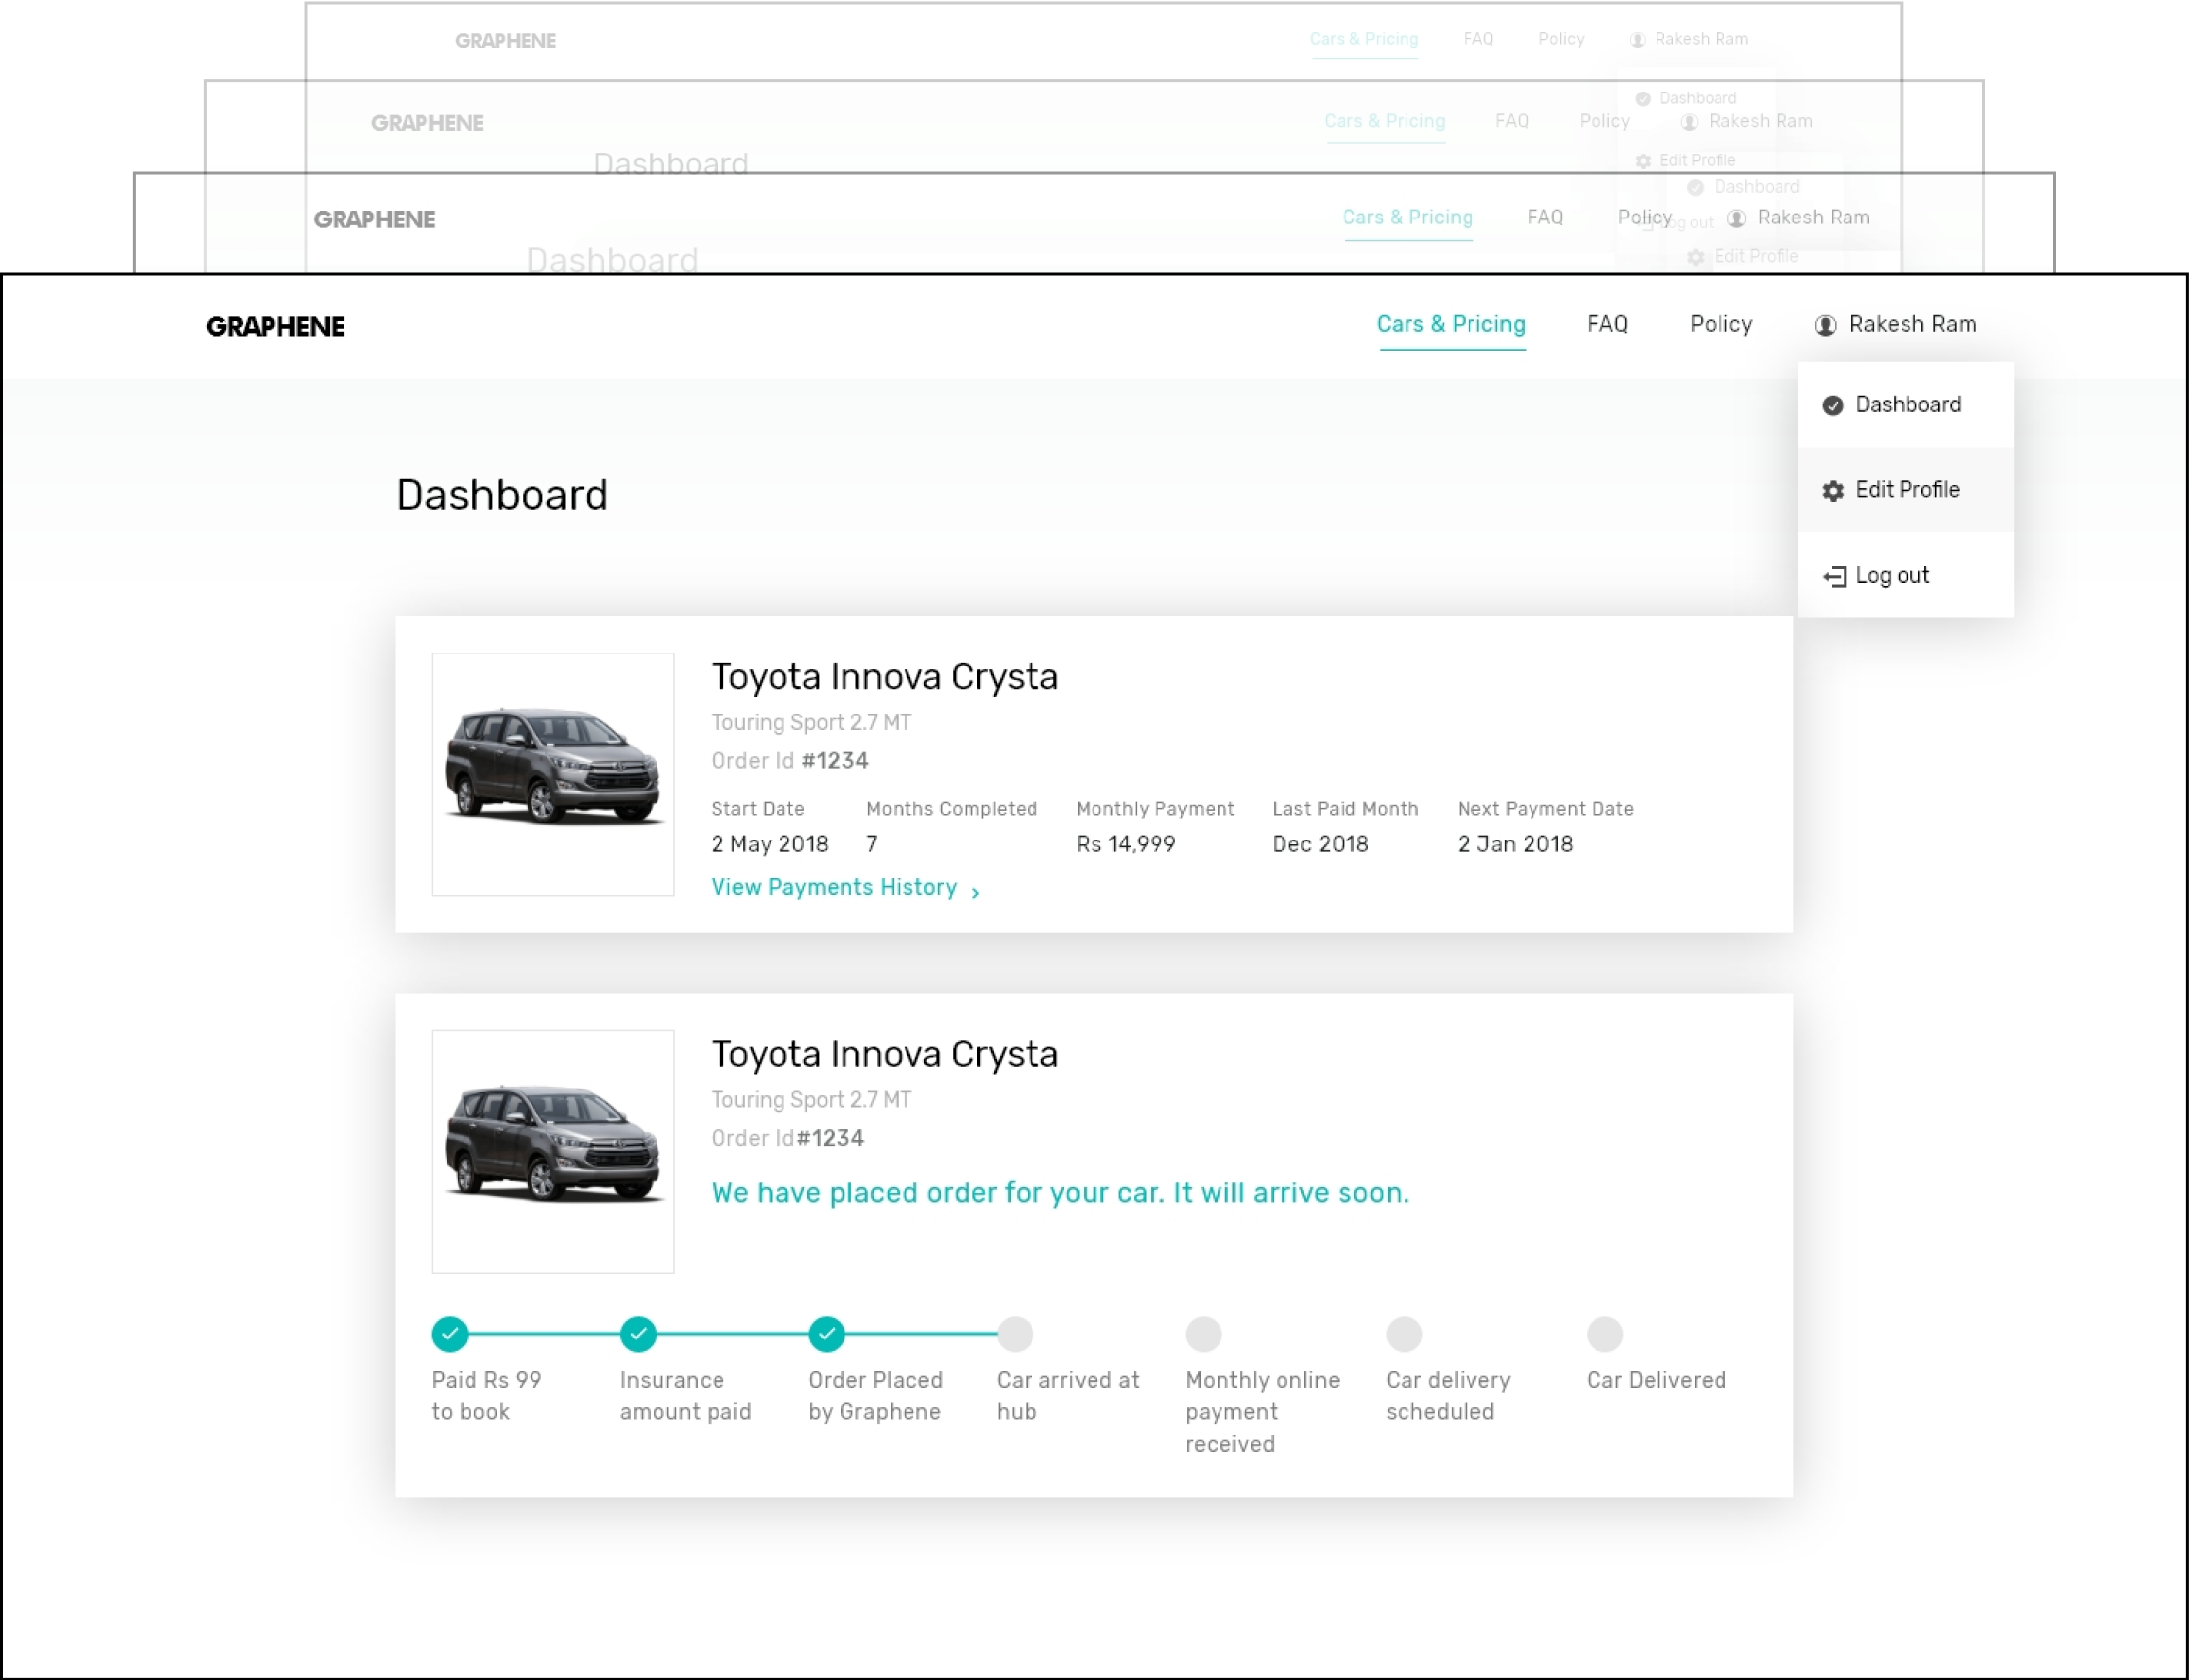 GRAPHENE
Cars & Pricing FAQ Policy Rakesh Ram
Dashboard
GRAPHENE
Cars & Pricing FAQ Policy Rakesh Ram
Dashboard
Edit Profile
Dashboard
GRAPHENE
Cars & Pricing FAQ Policy Rakesh Ram
Log out
Dashboard
Edit Profile
GRAPHENE
Cars & Pricing FAQ Policy Rakesh Ram
Dashboard
Edit Profile
Log out
Dashboard
Toyota Innova Crysta
Touring Sport 2.7 MT
Order Id #1234
Start Date Months Completed Monthly Payment Last Paid Month Next Payment Date
2 May 2018 7 Rs 14,999 Dec 2018 2 Jan 2018
View Payments History
Toyota Innova Crysta
Touring Sport 2.7 MT
Order Id#1234
We have placed order for your car. It will arrive soon.
Paid Rs 99
to book
Insurance
amount paid
Order Placed
by Graphene
Car arrived at
hub
Monthly online
payment
received
Car delivery
scheduled
Car Delivered